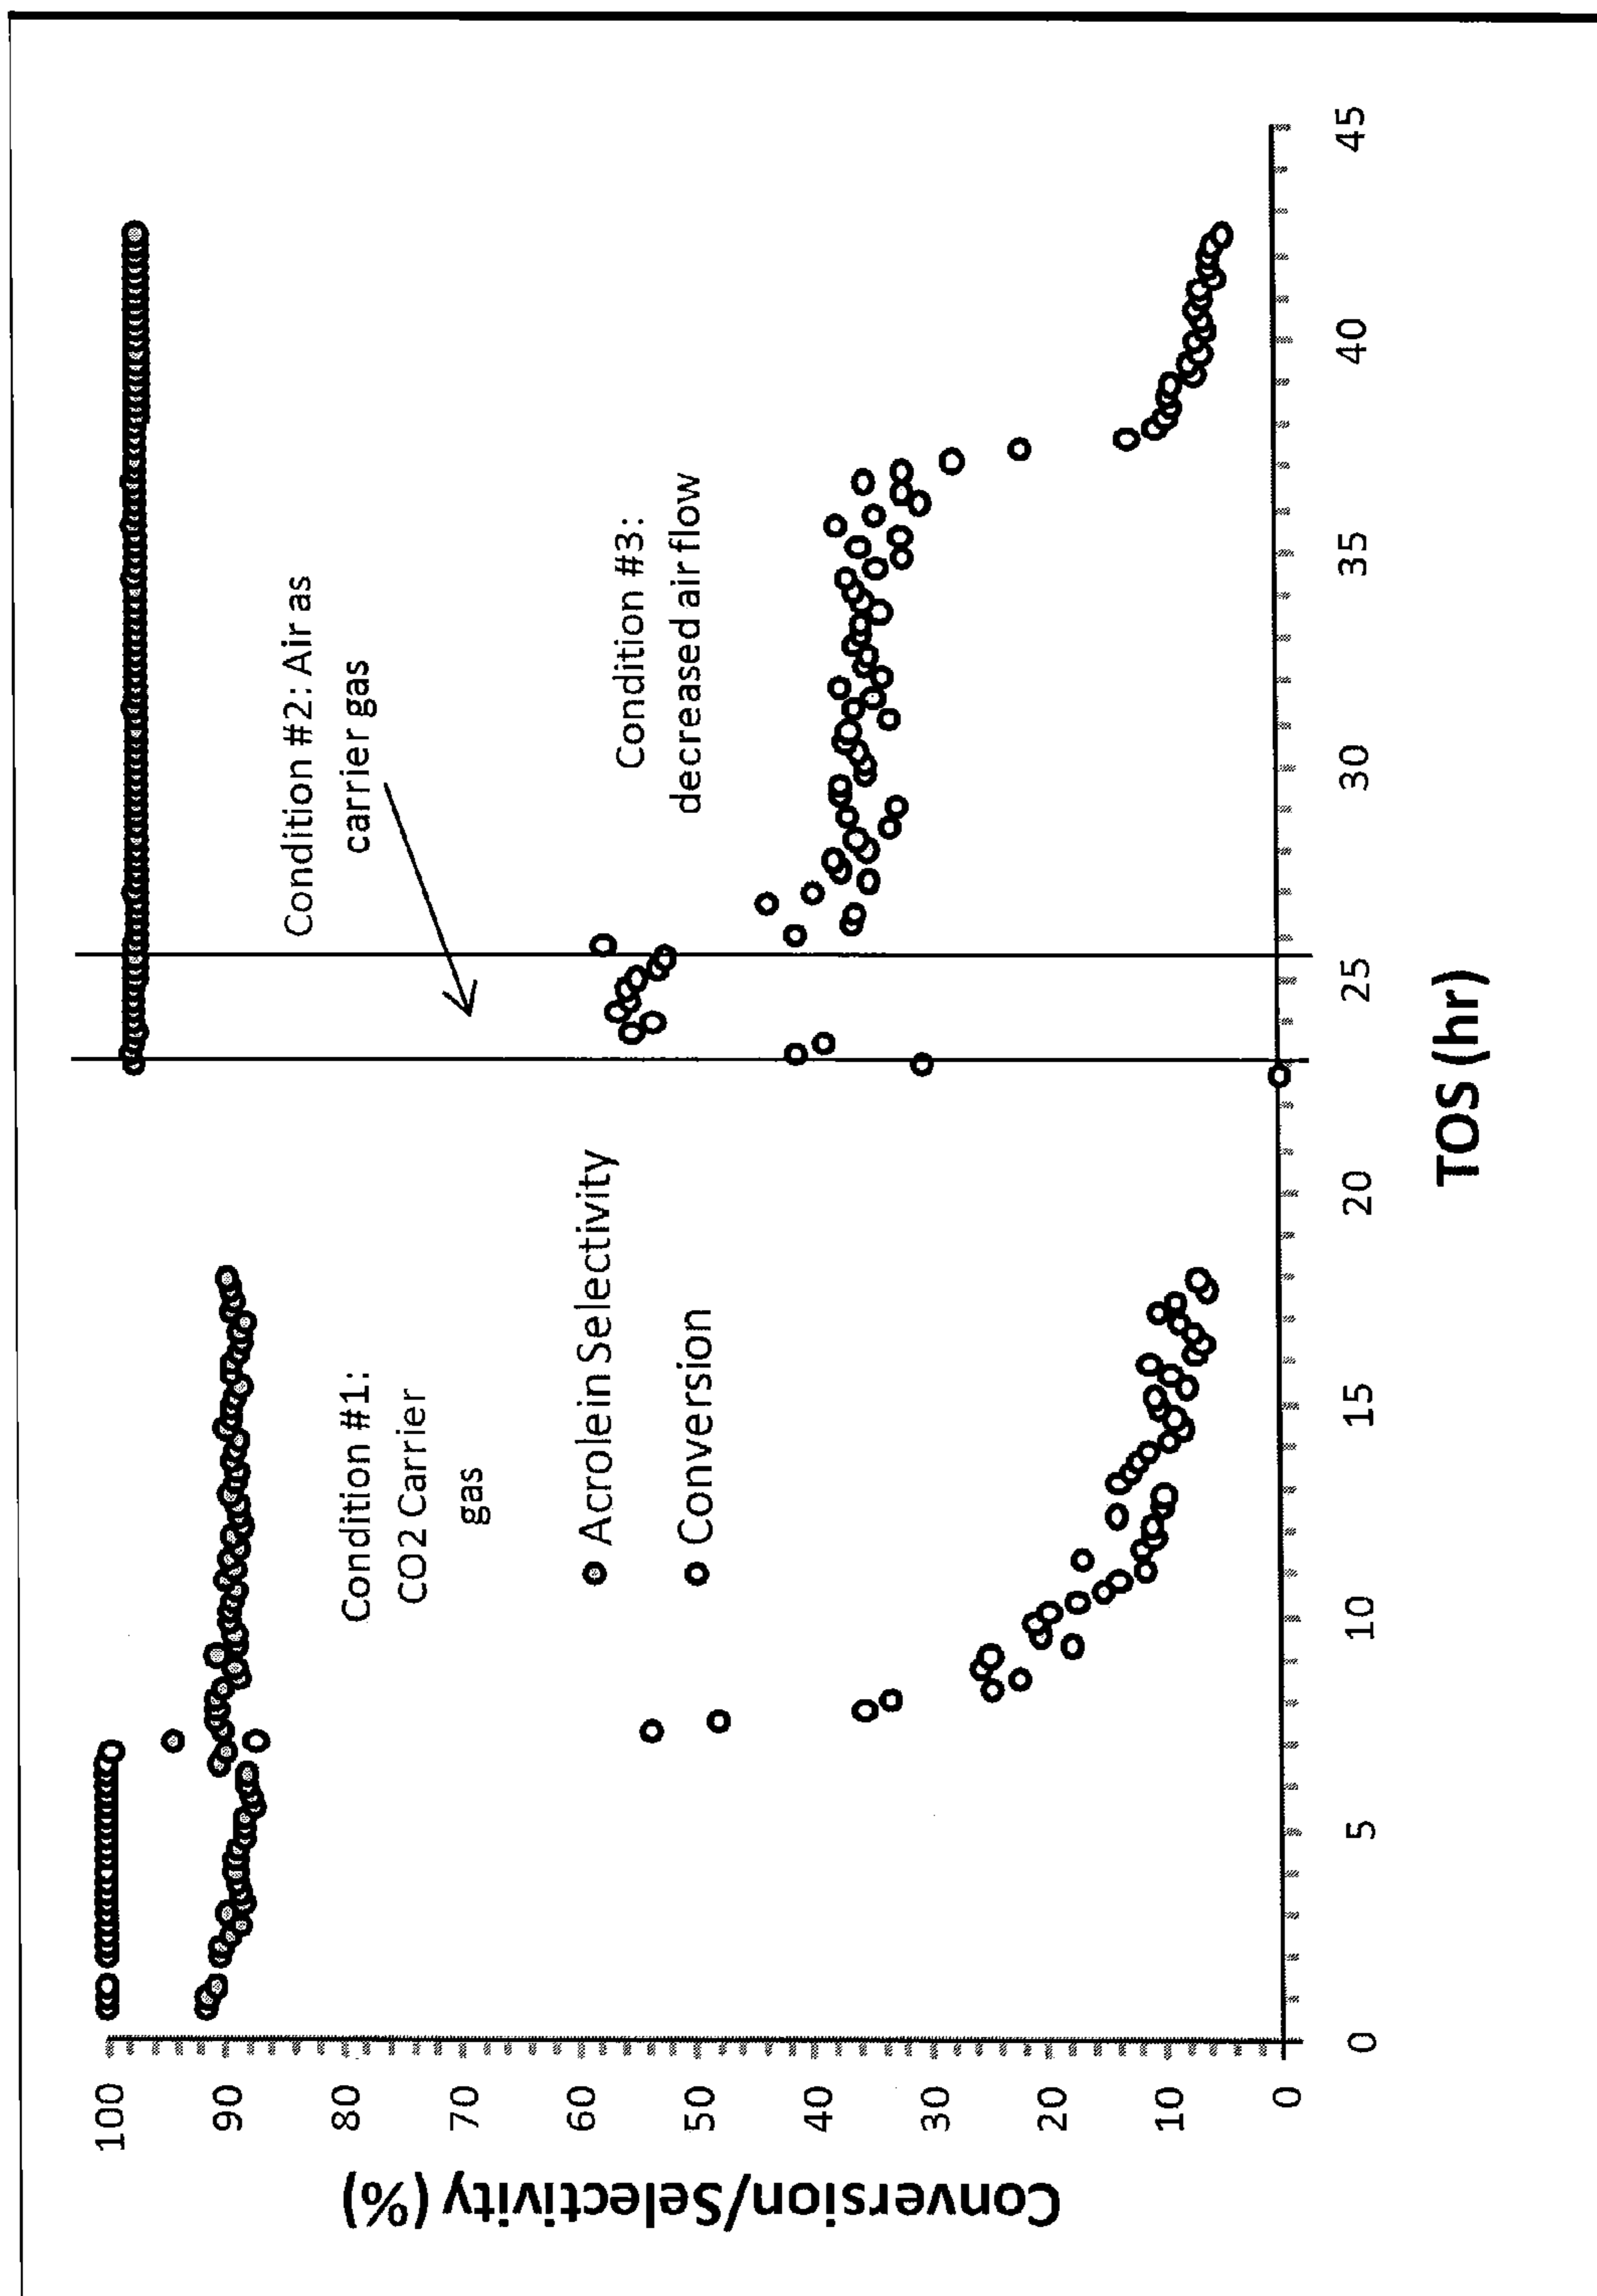 Conversion/Selectivity (%)
100
90
80
70
60
50
40
30
20
10
0
Condition #1:
CO2 Carrier
gas
Acrolein Selectivity
Conversion
Condition #2: Air as
carrier gas
Condition #3:
decreased air flow
0
5
10
15
20
25
30
35
40
45
TOS (hr)